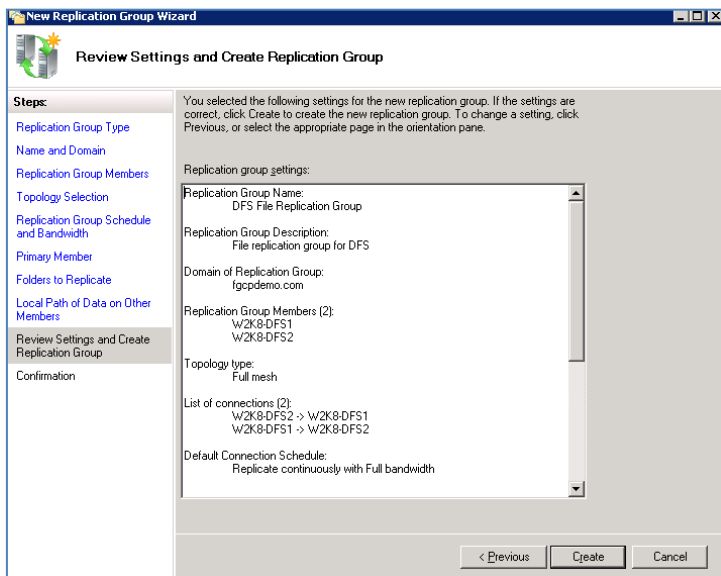 New Replication Group Wizard
Review Settings and Create Replication Group
Steps:
Replication Group Type
Name and Domain
Replication Group Members
Topology Selection
Replication Group Schedule
and Bandwidth
Primary Member
Folders to Replicate
Local Path of Data on Other
Members
Review Settings and Create
Replication Group
Confirmation
You selected the following settings for the new replication group. If the settings are
correct, click Create to create the new replication group. To change a setting, click
Previous, or select the appropriate page in the orientation pane.
Replication group settings:
Replication Group Name:
DFS File Replication Group
Replication Group Description:
File replication group for DFS
Domain of Replication Group:
fgcpdemo.com
Replication Group Members (2):
W2K8-DFS1
W2K8-DFS2
Topology type:
Full mesh
List of connections (2):
W2K8-DFS2 -> W2K8-DFS1
W2K8-DFS1 -> W2K8-DFS2
Default Connection Schedule:
Replicate continuously with Full bandwidth
< Previous
Create
Cancel